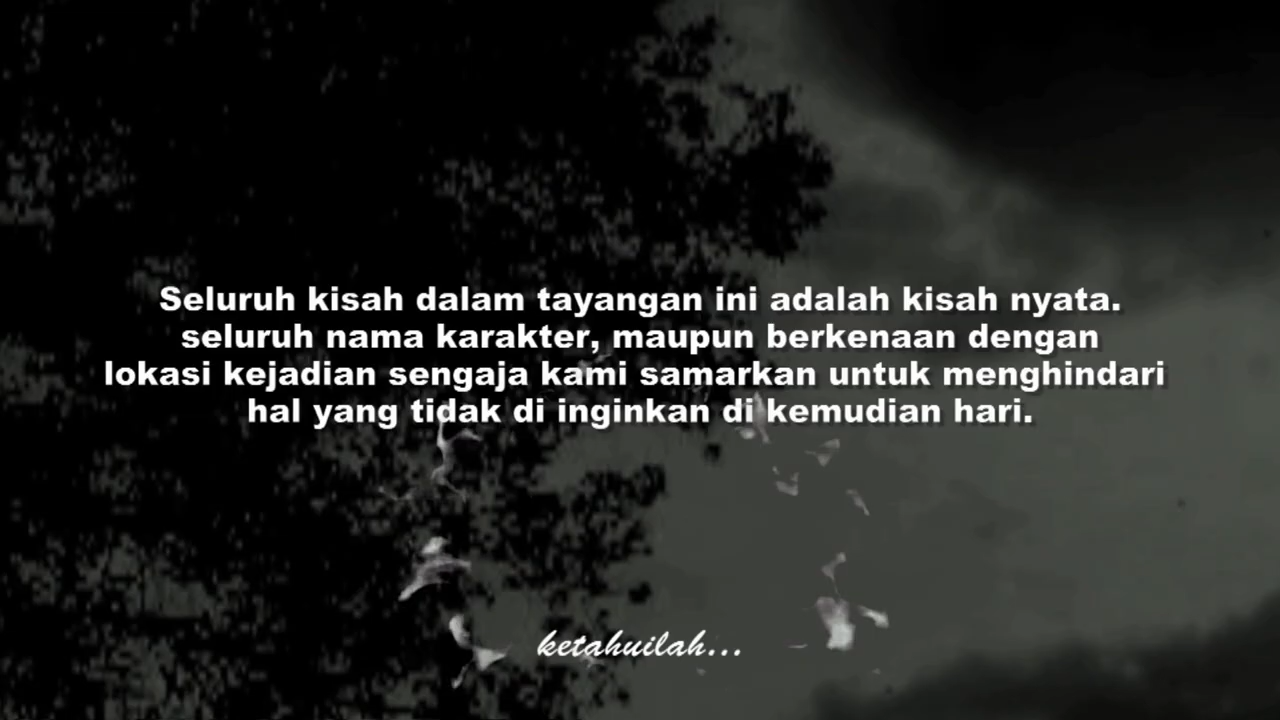 Seluruh kisah dalam tayangan ini adalah kisah nyata.
seluruh nama karakter, maupun berkenaan dengan
lokasi kejadian sengaja kami samarkan untuk menghindari
hal yang tidak di inginkan di kemudian hari.
ketahuilah...